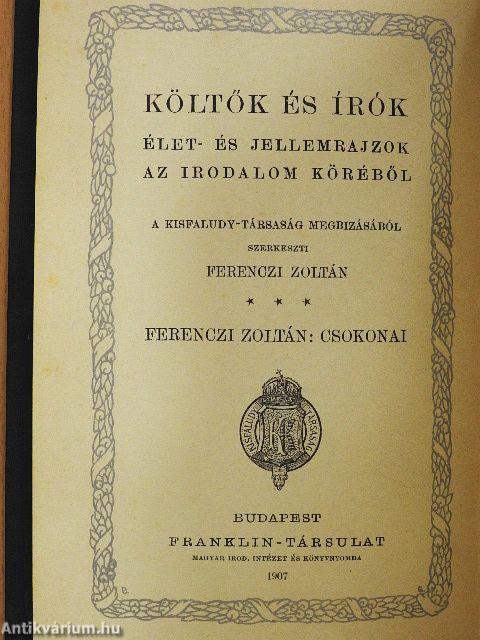 KÖLTŐK ÉS ÍRÓK
ÉLET- ÉS JELLEMRAJZOK
AZ IRODALOM KÖRÉBŐL
A KISFALUDY-TÁRSASÁG MEGBIZÁSÁBÓL
SZERKESZTI
FERENCZI ZOLTÁN
FERENCZI ZOLTÁN: CSOKONAI
KISFALUDY TÁRSASÁG
BUDAPEST
FRANKLIN-TÁRSULAT
MAGYAR IROD. INTÉZET ÉS KÖNYVNYOMDA
1907
Antikvárium.hu